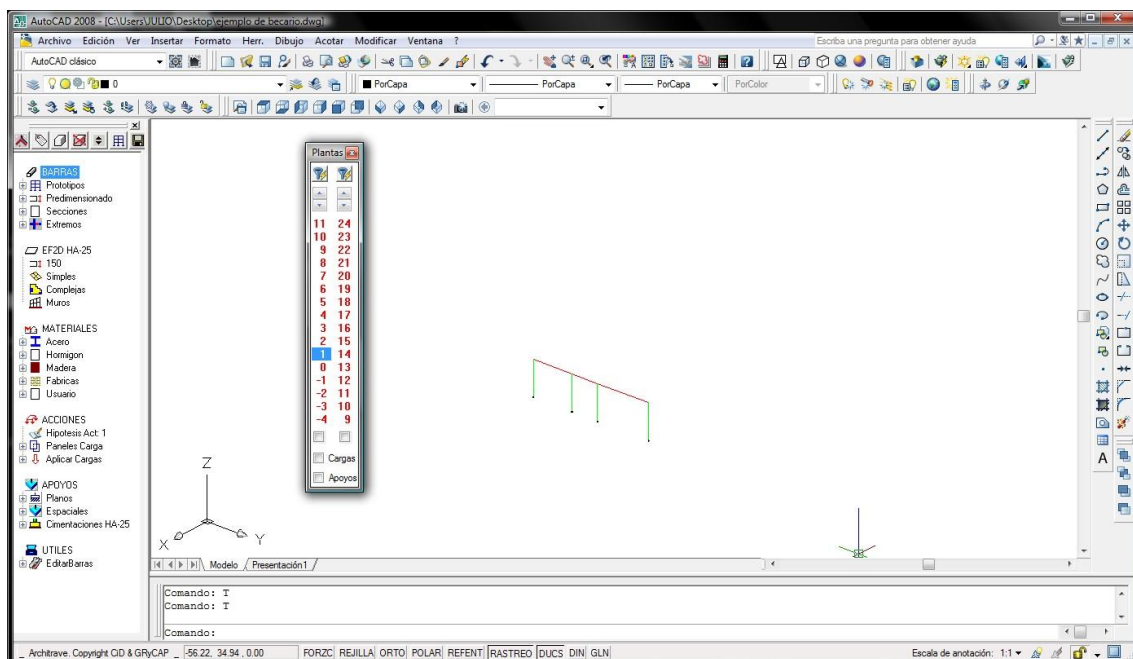 AutoCAD 2008 - [C:\Users\JULIO\Desktop\ejemplo de becario.dwg]
Archivo Edición Ver Insertar Formato Herr. Dibujo Acotar Modificar Ventana ?
Escriba una pregunta para obtener ayuda
AutoCAD clásico
0
PorCapa
PorCapa
PorCapa
PorColor
BARRAS
Prototipos
Predimensionado
Secciones
Extremos
EF2D HA-25
150
Simples
Complejas
Muros
MATERIALES
Acero
Hormigon
Madera
Fabricas
Usuario
ACCIONES
Hipotesis Act: 1
Paneles Carga
Aplicar Cargas
APOYOS
Planos
Espaciales
Cimentaciones HA-25
UTILES
EditarBarras
Plantas
11 24
10 23
9 22
8 21
7 20
6 19
5 18
4 17
3 16
2 15
1 14
0 13
-1 12
-2 11
-3 10
-4 9
Cargas
Apoyos
Z
X
Y
A
Modelo
Presentación1
Comando: T
Comando: T
Comando:
_ Architrave. Copyright CiD & GRyCAP _
-56.22, 34.94 , 0.00
FORZC REJILLA ORTO POLAR REFENT RASTREO DUCS DIN GLN
Escala de anotación: 1:1